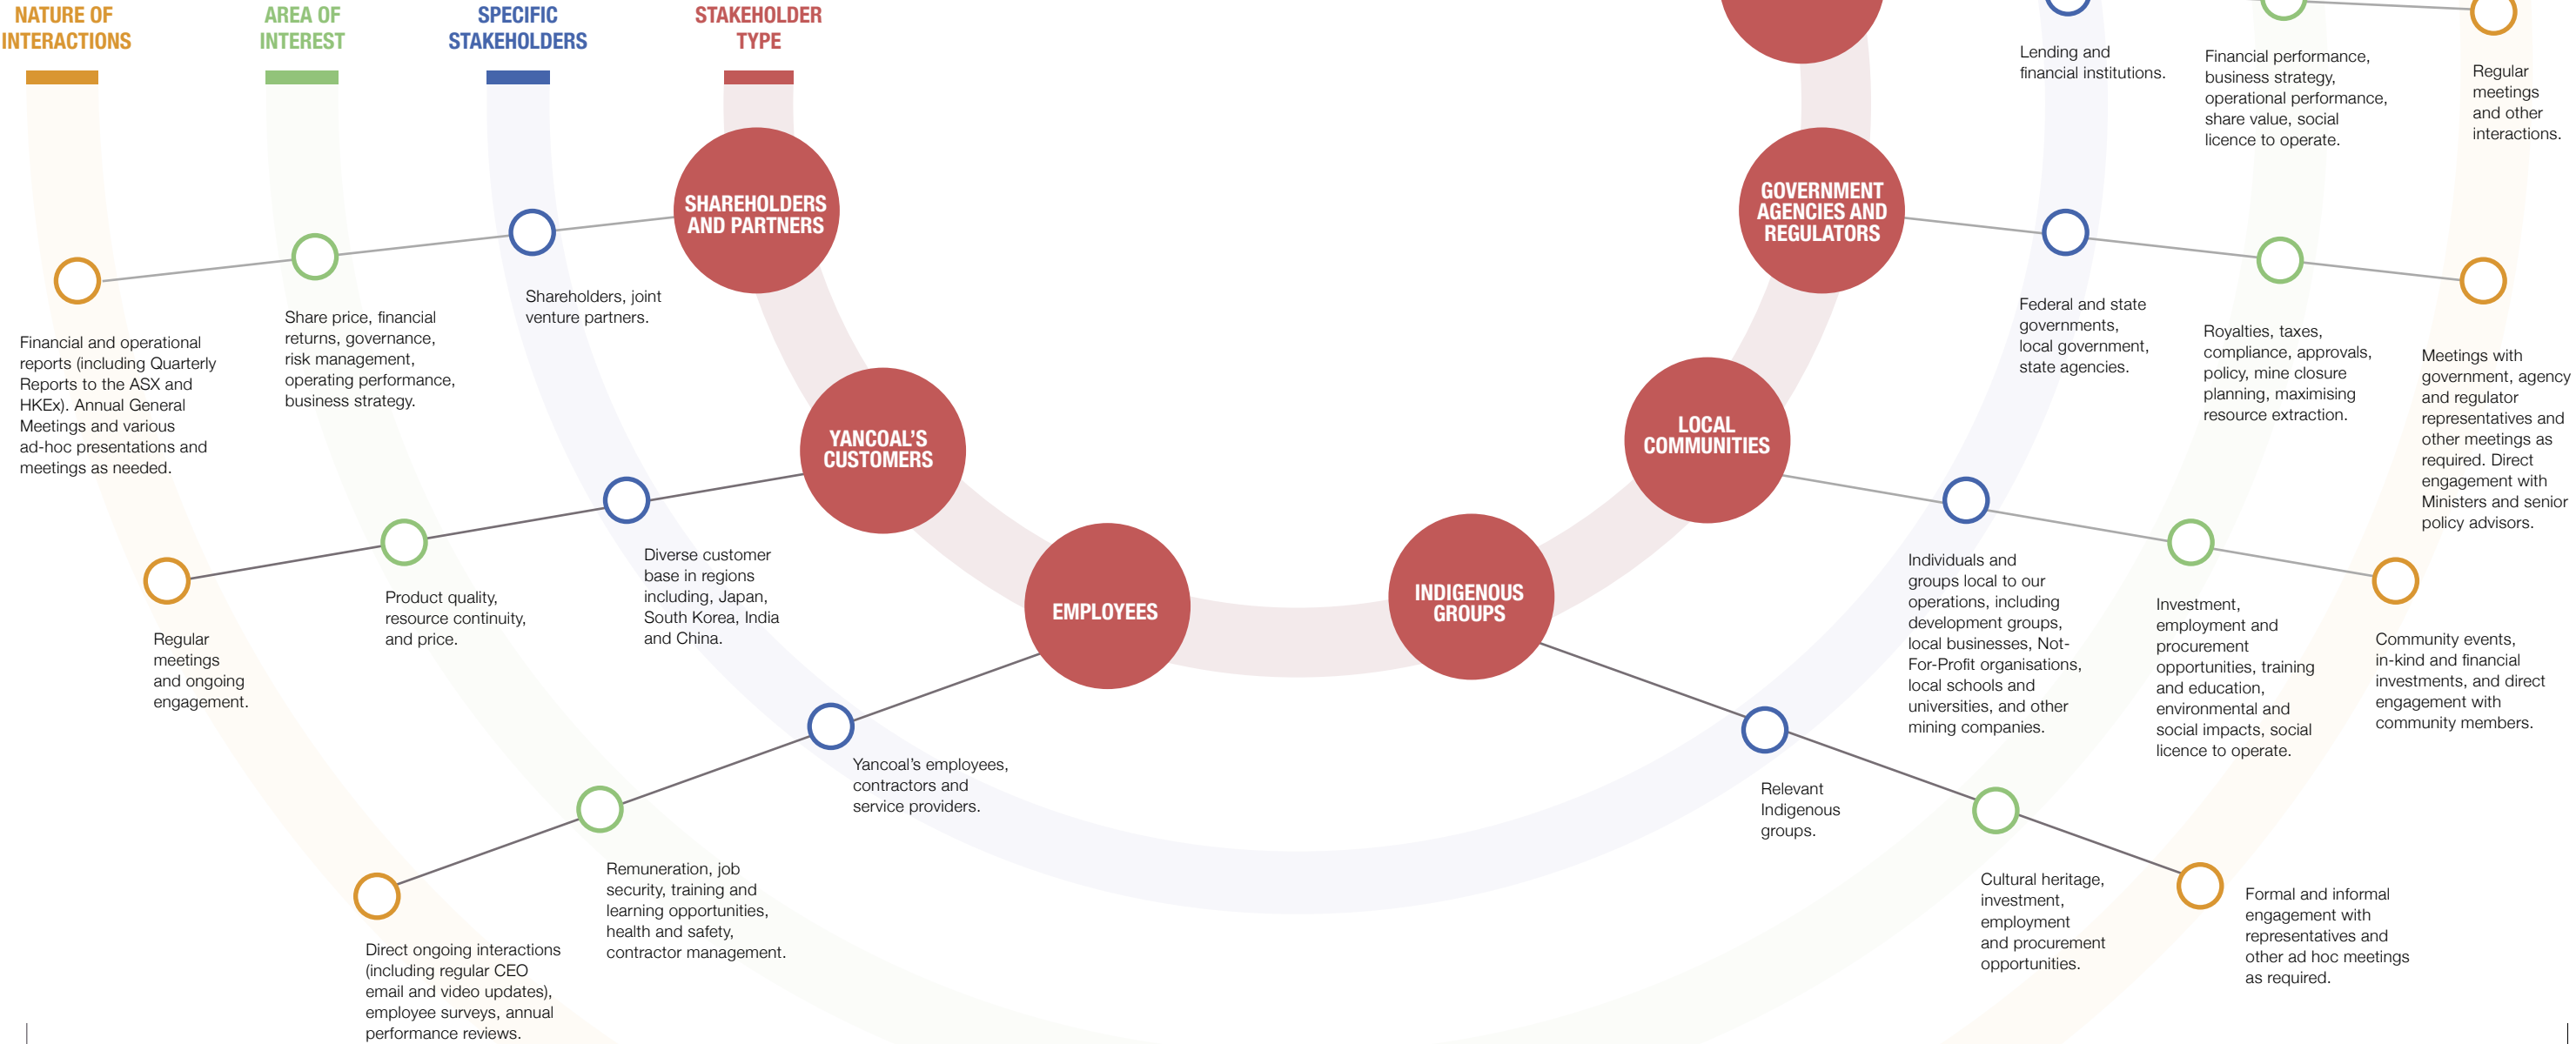 NATURE OF
INTERACTIONS
AREA OF
INTEREST
SPECIFIC
STAKEHOLDERS
STAKEHOLDER
TYPE
SHAREHOLDERS
AND PARTNERS
Shareholders, joint
venture partners.
Share price, financial
returns, governance,
risk management,
operating performance,
business strategy.
Financial and operational
reports (including Quarterly
Reports to the ASX and
HKEx). Annual General
Meetings and various
ad-hoc presentations and
meetings as needed.
YANCOAL'S
CUSTOMERS
Diverse customer
base in regions
including, Japan,
South Korea, India
and China.
Product quality,
resource continuity,
and price.
Regular
meetings
and ongoing
engagement.
EMPLOYEES
Yancoal's employees,
contractors and
service providers.
Remuneration, job
security, training and
learning opportunities,
health and safety,
contractor management.
Direct ongoing interactions
(including regular CEO
email and video updates),
employee surveys, annual
performance reviews.
INDIGENOUS
GROUPS
Relevant
Indigenous
groups.
Cultural heritage,
investment,
employment
and procurement
opportunities.
Formal and informal
engagement with
representatives and
other ad hoc meetings
as required.
LOCAL
COMMUNITIES
Individuals and
groups local to our
operations, including
development groups,
local businesses, Not-
For-Profit organisations,
local schools and
universities, and other
mining companies.
Investment,
employment and
procurement
opportunities, training
and education,
environmental and
social impacts, social
licence to operate.
Community events,
in-kind and financial
investments, and direct
engagement with
community members.
GOVERNMENT
AGENCIES AND
REGULATORS
Federal and state
governments,
local government,
state agencies.
Royalties, taxes,
compliance, approvals,
policy, mine closure
planning, maximising
resource extraction.
Meetings with
government, agency
and regulator
representatives and
other meetings as
required. Direct
engagement with
Ministers and senior
policy advisors.
Lending and
financial institutions.
Financial performance,
business strategy,
operational performance,
share value, social
licence to operate.
Regular
meetings
and other
interactions.